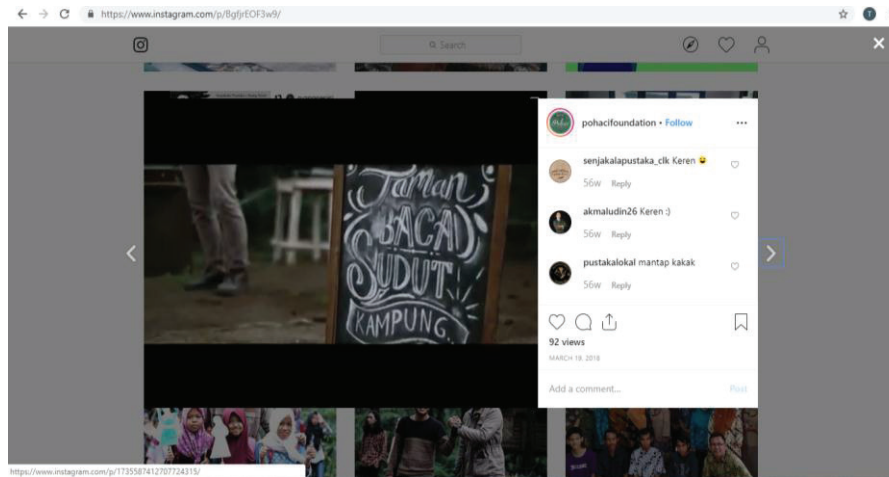 https://www.instagram.com/p/BgfjrEOF3w9/
T
Search
pohacifoundation • Follow
senjakalapustaka_clk Keren 😀
56w Reply
akmaludin26 Keren :)
56w Reply
pustakalokal mantap kakak
56w Reply
Taman
BACA
SUDUT
KAMPUNG
92 views
MARCH 19, 2018
Add a comment... Post
https://www.instagram.com/p/1735587412707724315/